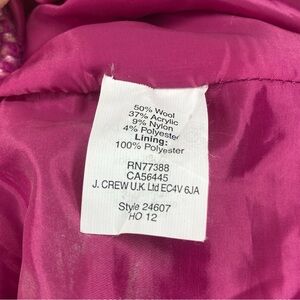 50% Wool
37% Acrylic
9% Nylon
4% Polyester
Lining:
100% Polyester
RN77388
CA56445
J. CREW U.K. Ltd EC4V 6JA
Style 24607
HO 12